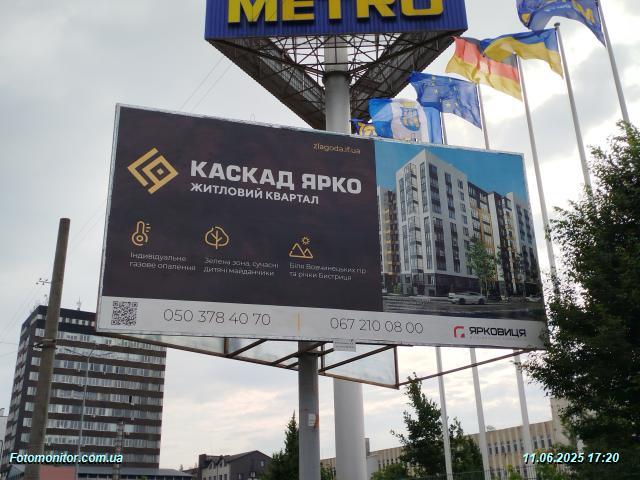 METRO
zlagoda.if.ua
КАСКАД ЯРКО
ЖИТЛОВИЙ КВАРТАЛ
Індивідуальне
газове опалення
Зелена зона, сучасні
дитячі майданчики
Біля Вовчинецьких гір
та річки Бистриця
050 378 40 70
067 210 08 00
ЯРКОВИЦЯ
Fotomonitor.com.ua
11.06.2025 17:20